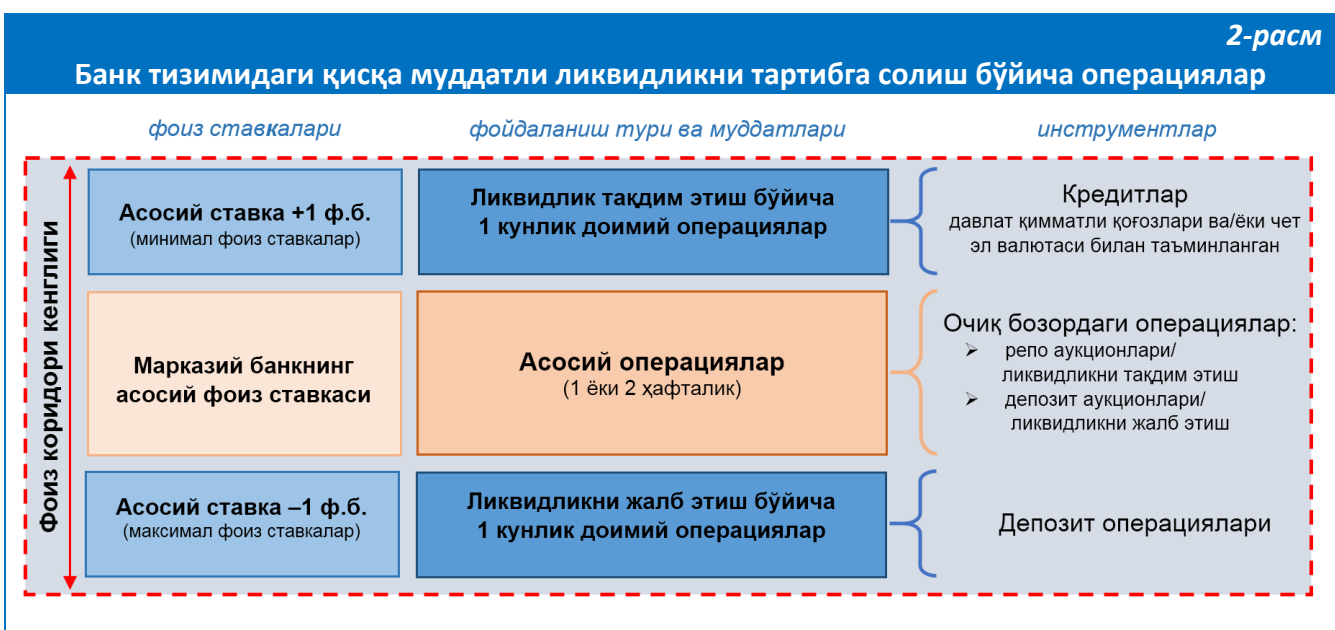 2-расм
Банк тизимидаги қисқа муддатли ликвидликни тартибга солиш бўйича операциялар
фоиз ставкалари
фойдаланиш тури ва муддатлари
инструментлар
Фоиз коридори кенглиги
Асосий ставка +1 ф.б.
(минимал фоиз ставкалар)
Ликвидлик тақдим этиш бўйича
1 кунлик доимий операциялар
Кредитлар
давлат қимматли қоғозлари ва/ёки чет
эл валютаси билан таъминланган
Марказий банкнинг
асосий фоиз ставкаси
Асосий операциялар
(1 ёки 2 ҳафталик)
Очиқ бозордаги операциялар:
➢ репо аукционлари/
ликвидликни тақдим этиш
➢ депозит аукционлари/
ликвидликни жалб этиш
Асосий ставка –1 ф.б.
(максимал фоиз ставкалар)
Ликвидликни жалб этиш бўйича
1 кунлик доимий операциялар
Депозит операциялари